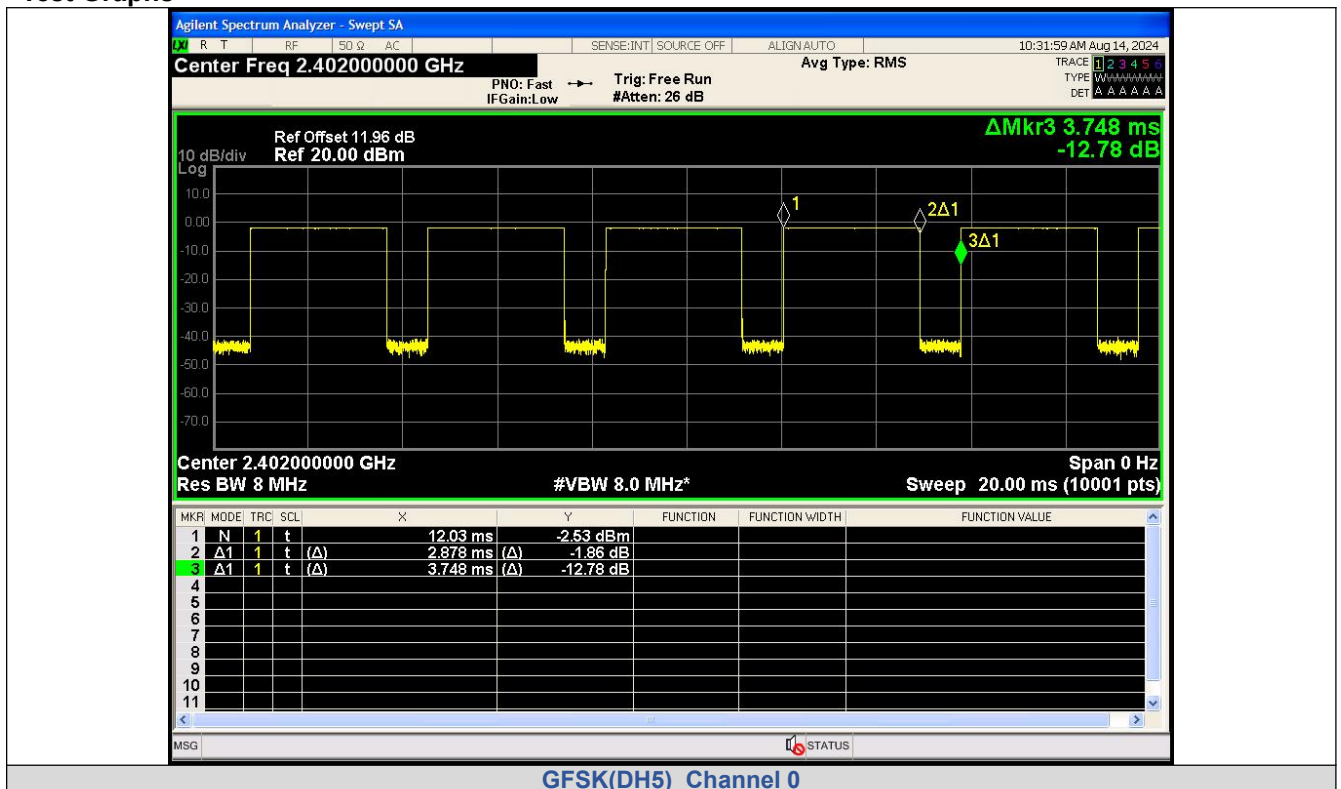 Agilent Spectrum Analyzer - Swept SA
LXI R T RF 50 Ω AC SENSE:INT SOURCE OFF ALIGN AUTO 10:31:59 AM Aug 14, 2024
Center Freq 2.402000000 GHz Avg Type: RMS TRACE 1 2 3 4 5 6
PNO: Fast Trig: Free Run TYPE
IFGain:Low #Atten: 26 dB DET A A A A A A
ΔMkr3 3.748 ms
-12.78 dB
Ref Offset 11.96 dB
10 dB/div Ref 20.00 dBm
Log
10.0
0.00
-10.0
-20.0
-30.0
-40.0
-50.0
-60.0
-70.0
1
2Δ1
3Δ1
Center 2.402000000 GHz Span 0 Hz
Res BW 8 MHz #VBW 8.0 MHz* Sweep 20.00 ms (10001 pts)
MKR MODE TRC SCL X Y FUNCTION FUNCTION WIDTH FUNCTION VALUE
1 N 1 t 12.03 ms -2.53 dBm
2 Δ1 1 t (Δ) 2.878 ms (Δ) -1.86 dB
3 Δ1 1 t (Δ) 3.748 ms (Δ) -12.78 dB
4
5
6
7
8
9
10
11
MSG STATUS
GFSK(DH5) Channel 0